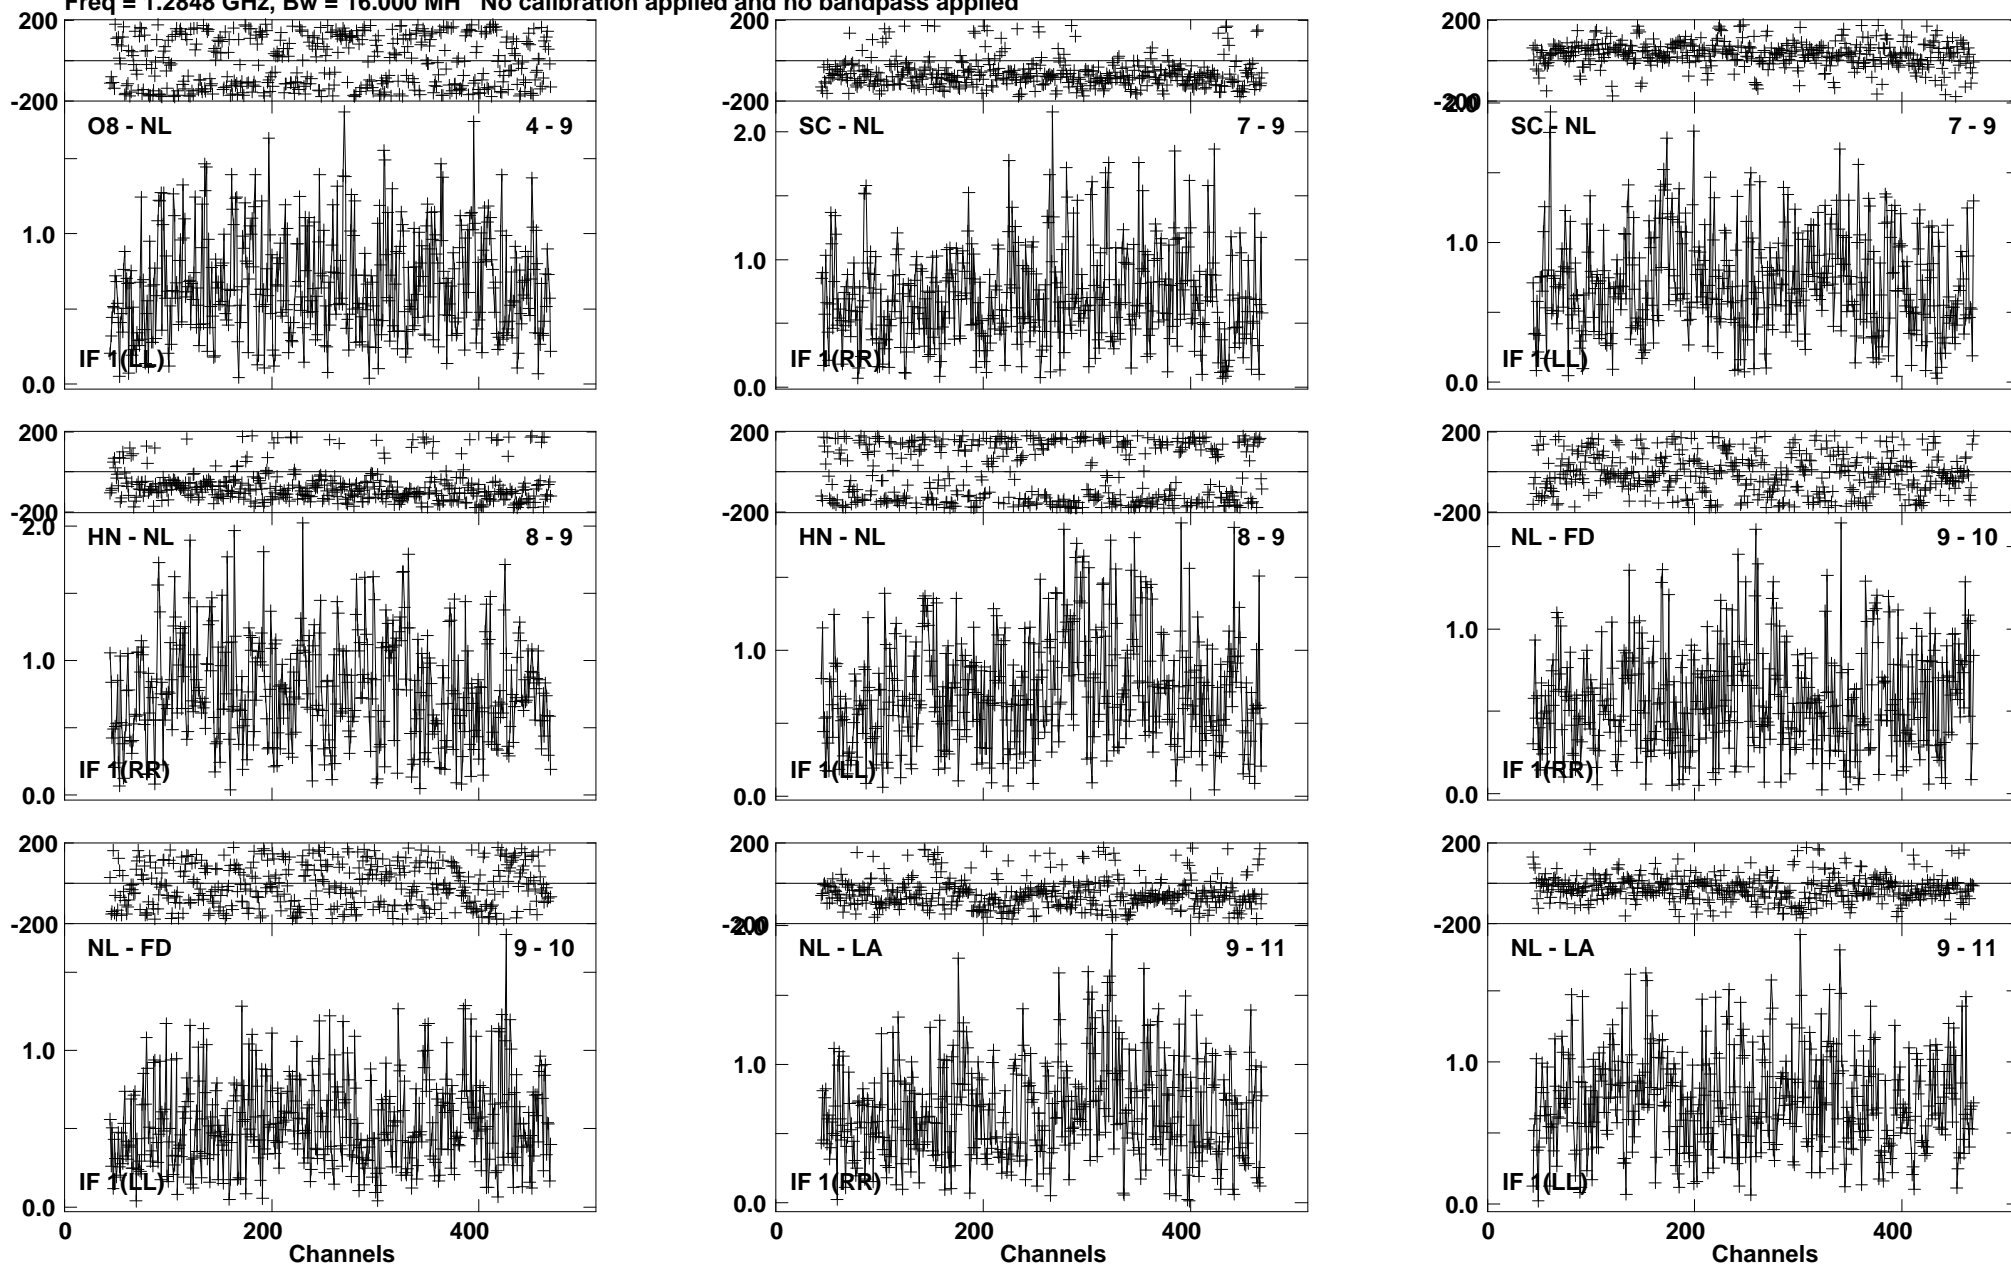 Freq = 1.2848 GHz, Bw = 16.000 MH   No calibration applied and no bandpass applied
200
-200
O8 - NL 4 - 9
1.0
IF 1(LL)
0.0
200
-200
SC - NL 7 - 9
2.0
1.0
IF 1(RR)
0.0
200
-200
2.0
SC - NL 7 - 9
1.0
IF 1(LL)
0.0
200
-200
2.0
HN - NL 8 - 9
1.0
IF 1(RR)
0.0
200
-200
HN - NL 8 - 9
1.0
IF 1(LL)
0.0
200
-200
NL - FD 9 - 10
1.0
IF 1(RR)
0.0
200
-200
NL - FD 9 - 10
1.0
IF 1(LL)
0.0
0 200 400
Channels
200
-200
2.0
NL - LA 9 - 11
1.0
IF 1(RR)
0.0
0 200 400
Channels
200
-200
NL - LA 9 - 11
1.0
IF 1(LL)
0.0
0 200 400
Channels